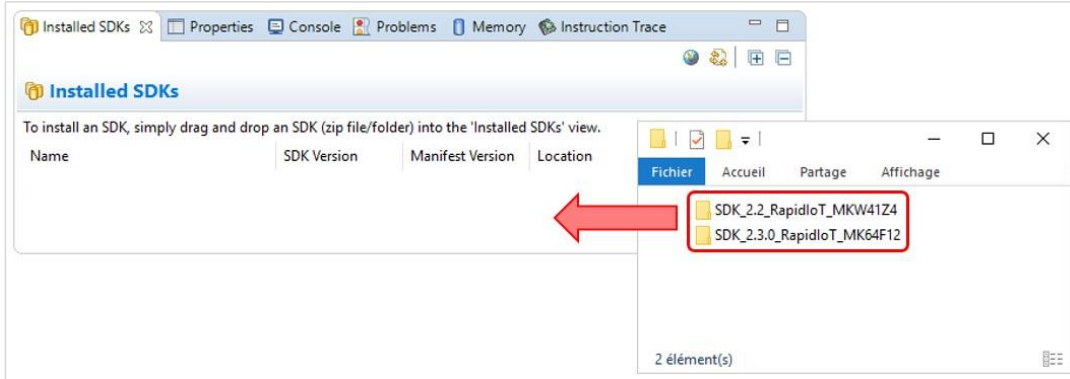 Installed SDKs Properties Console Problems Memory Instruction Trace
Installed SDKs
To install an SDK, simply drag and drop an SDK (zip file/folder) into the 'Installed SDKs' view.
Name SDK Version Manifest Version Location
Fichier Accueil Partage Affichage
SDK_2.2_RapidIoT_MKW41Z4
SDK_2.3.0_RapidIoT_MK64F12
2 élément(s)